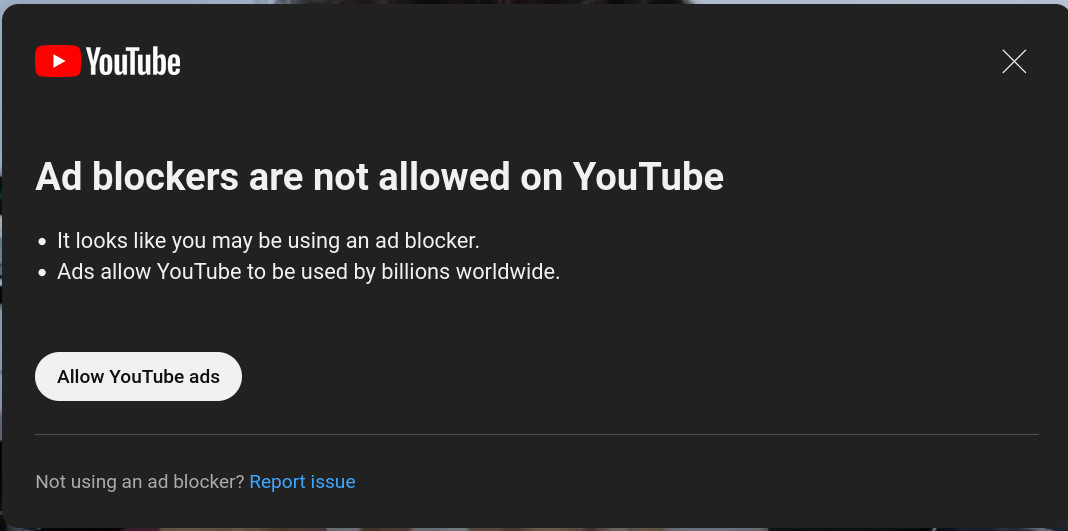 YouTube
Ad blockers are not allowed on YouTube
• It looks like you may be using an ad blocker.
• Ads allow YouTube to be used by billions worldwide.
Allow YouTube ads
Not using an ad blocker? Report issue